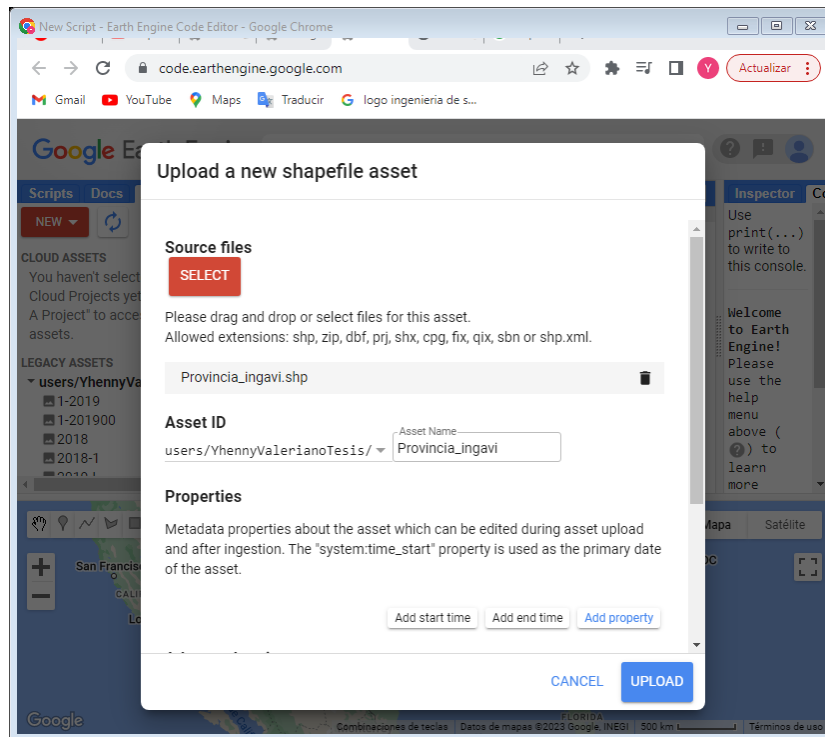 New Script - Earth Engine Code Editor - Google Chrome
code.earthengine.google.com
Y
Actualizar
Gmail
YouTube
Maps
Traducir
G logo ingenieria de s...
Google Ea
Scripts Docs
Inspector Co
NEW
CLOUD ASSETS
You haven't select
Cloud Projects yet
A Project" to acce
assets.
LEGACY ASSETS
users/YhennyVa
1-2019
1-201900
2018
2018-1
Upload a new shapefile asset
Source files
SELECT
Please drag and drop or select files for this asset.
Allowed extensions: shp, zip, dbf, prj, shx, cpg, fix, qix, sbn or shp.xml.
Provincia_ingavi.shp
Asset ID
users/YhennyValerianoTesis/
Asset Name
Provincia_ingavi
Properties
Metadata properties about the asset which can be edited during asset upload
and after ingestion. The "system:time_start" property is used as the primary date
of the asset.
Add start time Add end time Add property
CANCEL UPLOAD
Use
print(...)
to write to
this console.
Welcome
to Earth
Engine!
Please
use the
help
menu
above (
?) to
learn
more
Mapa Satélite
San Francis
CALI
Lo
DC
FLORIDA
Google
Combinaciones de teclas Datos de mapas ©2023 Google, INEGI 500 km Términos de uso